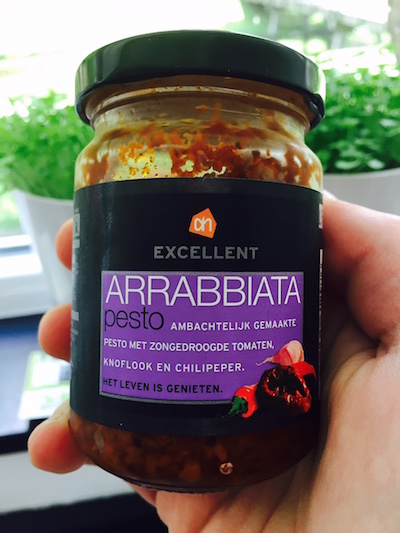 ah
EXCELLENT
ARRABBIATA
pesto AMBACHTELIJK GEMAAKTE
PESTO MET ZONGEDROOGDE TOMATEN,
KNOFLOOK EN CHILIPEPER.
HET LEVEN IS GENIETEN.